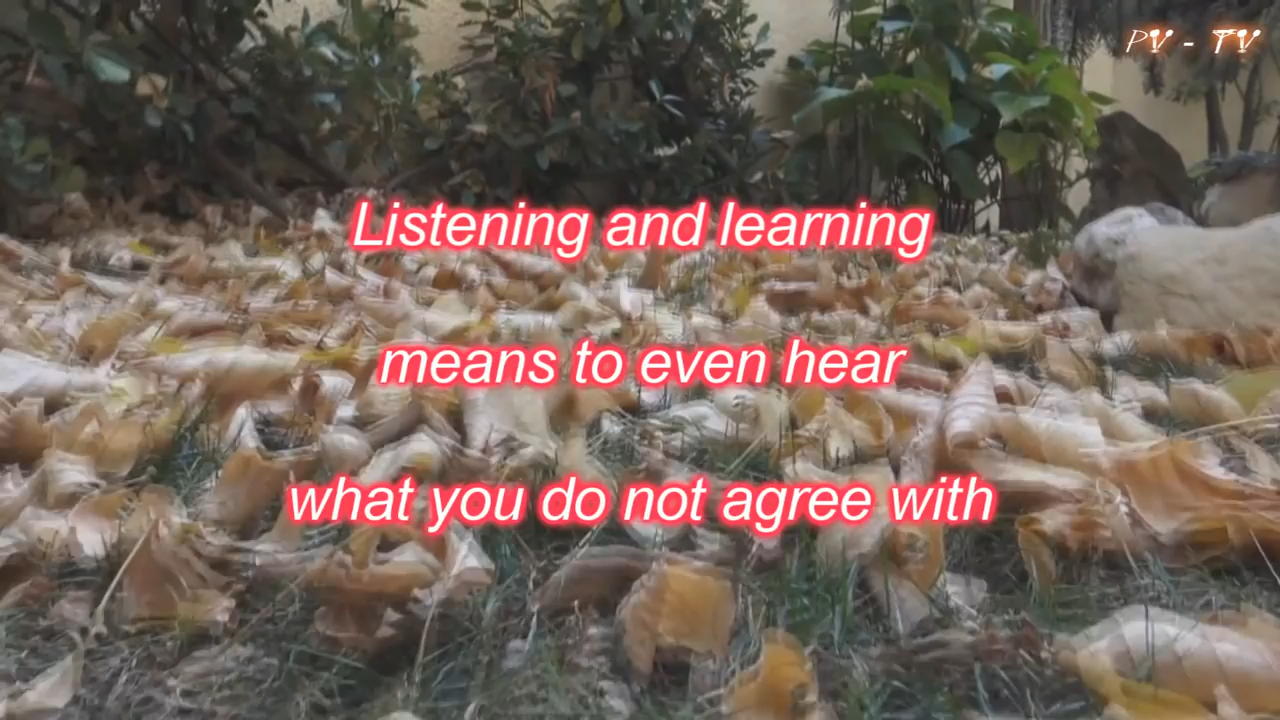 PV - TV
Listening and learning
means to even hear
what you do not agree with